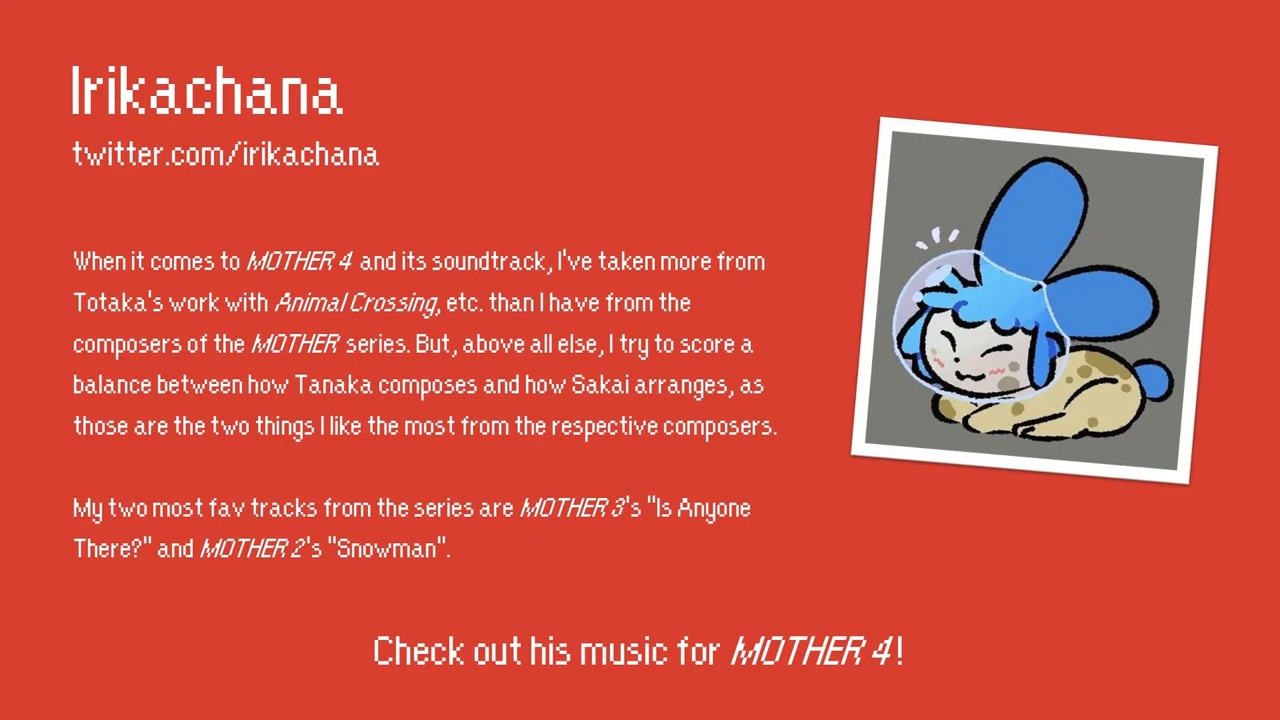 Irikachana
twitter.com/irikachana
When it comes to MOTHER 4 and its soundtrack, I've taken more from
Totaka's work with Animal Crossing, etc. than I have from the
composers of the MOTHER series. But, above all else, I try to score a
balance between how Tanaka composes and how Sakai arranges, as
those are the two things I like the most from the respective composers.
My two most fav tracks from the series are MOTHER 3's "Is Anyone
There?" and MOTHER 2's "Snowman".
Check out his music for MOTHER 4!